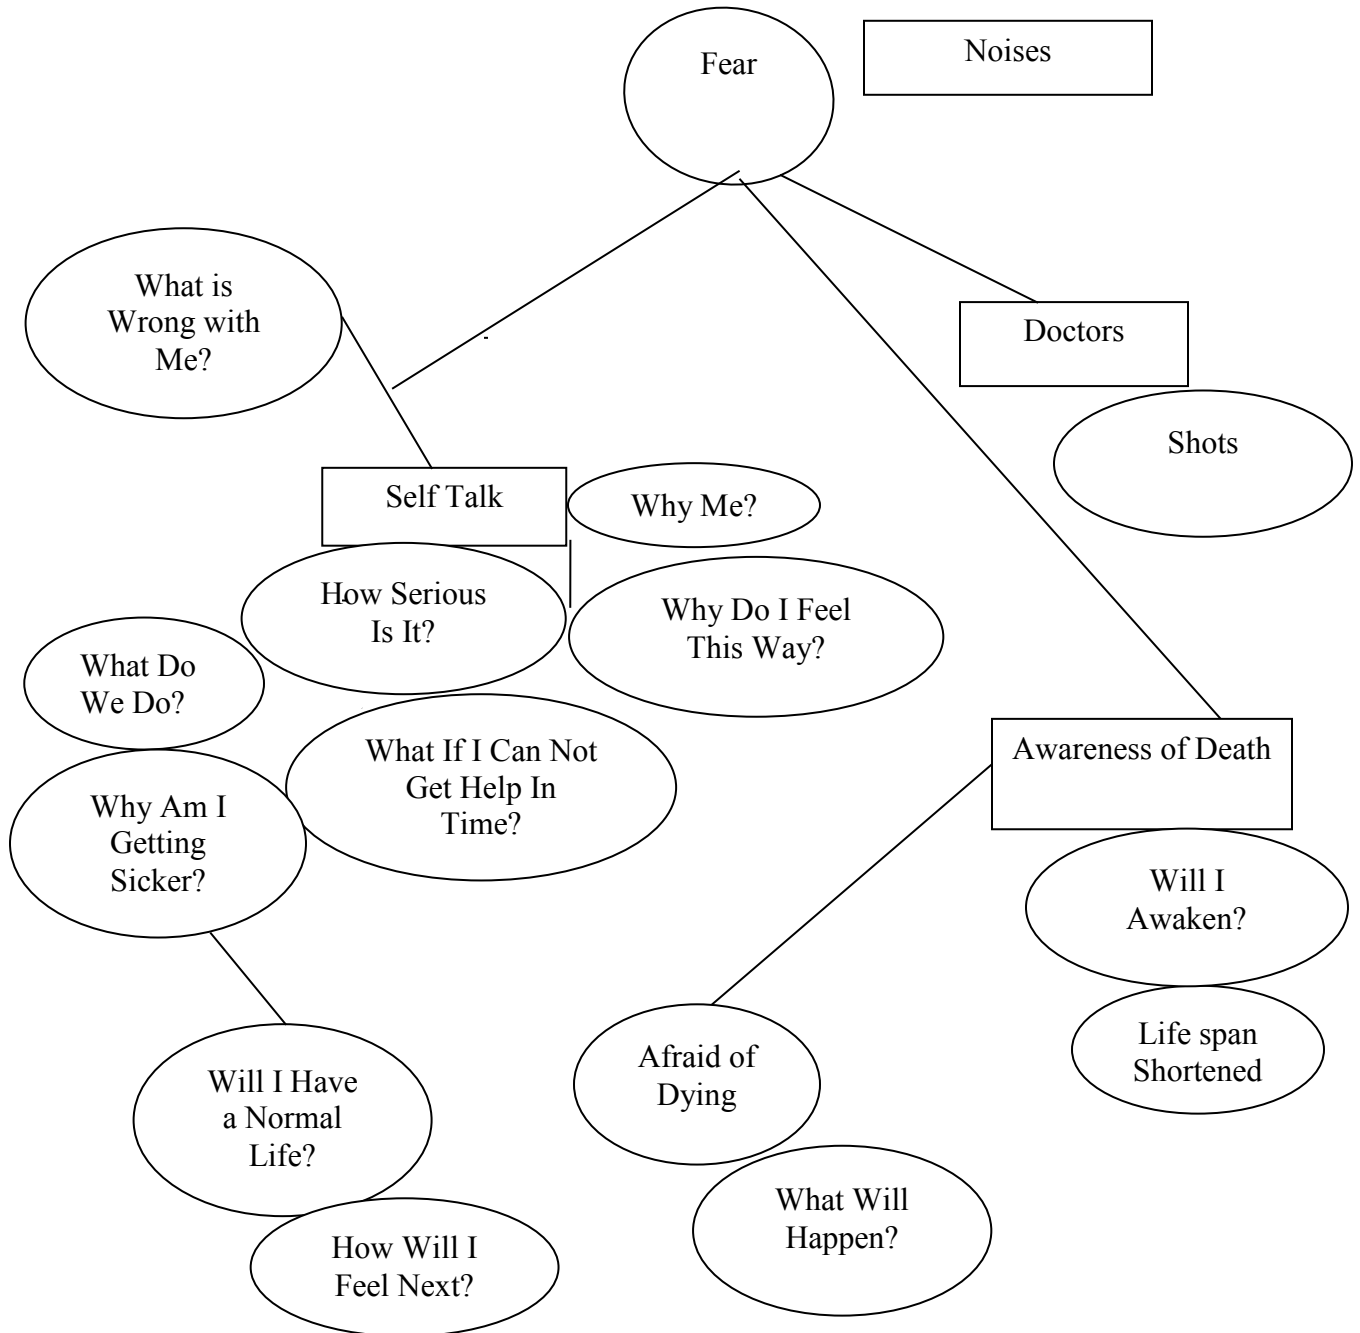 Fear
Noises
What is
Wrong with
Me?
Doctors
Shots
Self Talk
Why Me?
How Serious
Is It?
Why Do I Feel
This Way?
What Do
We Do?
What If I Can Not
Get Help In
Time?
Awareness of Death
Why Am I
Getting
Sicker?
Will I
Awaken?
Life span
Shortened
Afraid of
Dying
Will I Have
a Normal
Life?
What Will
Happen?
How Will I
Feel Next?